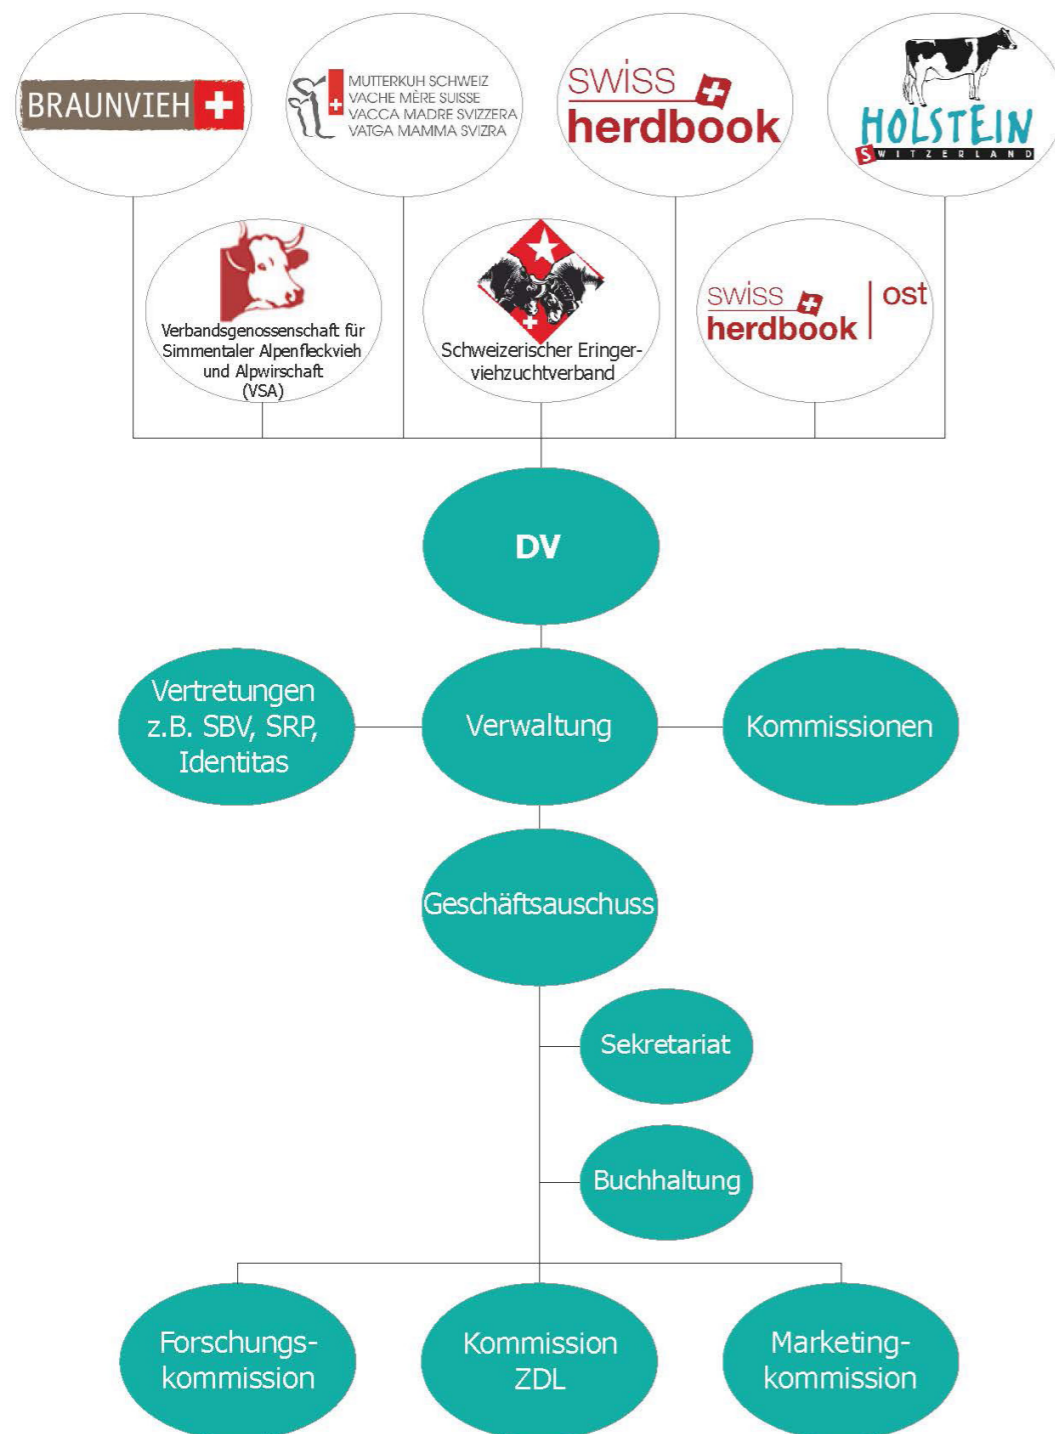 BRAUNVIEH
MUTTERKUH SCHWEIZ
VACHE MÈRE SUISSE
VACCA MADRE SVIZZERA
VATGA MAMMA SVIZRA
swiss
herdbook
HOLSTEIN
SWITZERLAND
Verbandsgenossenschaft für
Simmentaler Alpenfleckvieh
und Alpwirschaft
(VSA)
Schweizerischer Eringer-
viehzuchtverband
swiss
herdbook
ost
DV
Vertretungen
z.B. SBV, SRP,
Identitas
Verwaltung
Kommissionen
Geschäftsauschuss
Sekretariat
Buchhaltung
Forschungs-
kommission
Kommission
ZDL
Marketing-
kommission